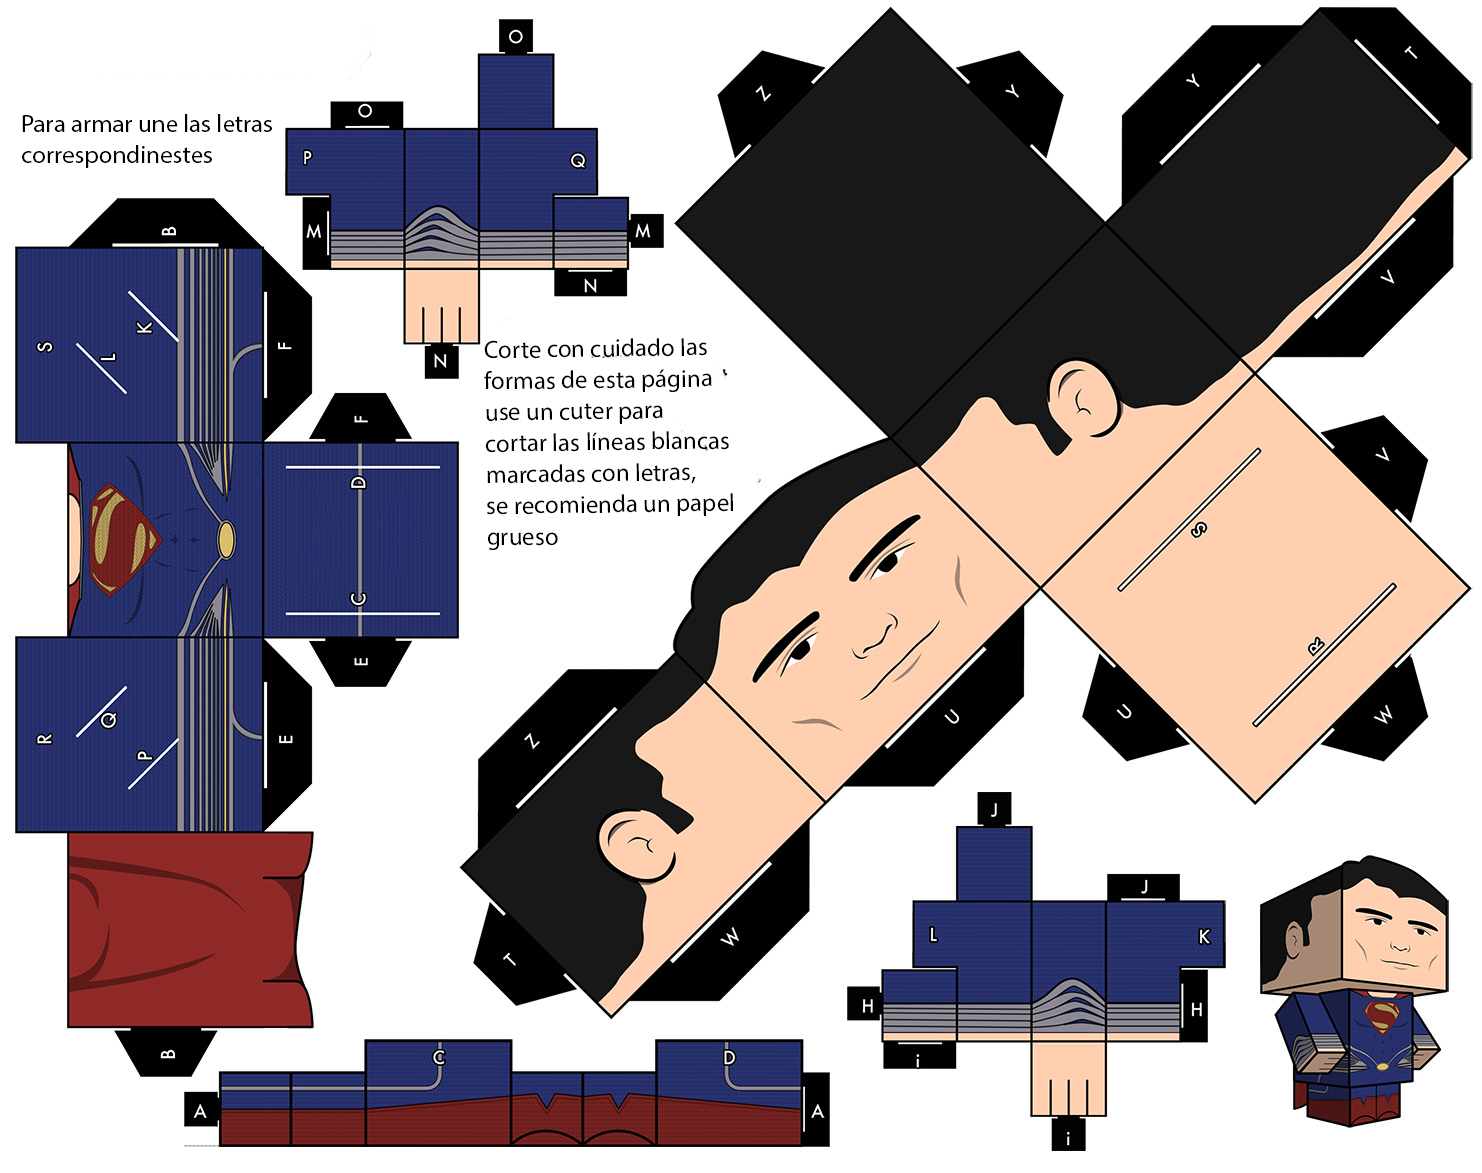 Para armar une las letras
correspondinestes
Corte con cuidado las
formas de esta página
use un cuter para
cortar las líneas blancas
marcadas con letras,
se recomienda un papel
grueso
O
O
P
Q
M
M
N
N
Z
Y
Y
T
V
V
S
R
U
W
U
Z
T
W
B
S
K
L
F
F
D
C
E
R
Q
P
E
B
A
C
D
A
J
J
L
K
H
H
i
i